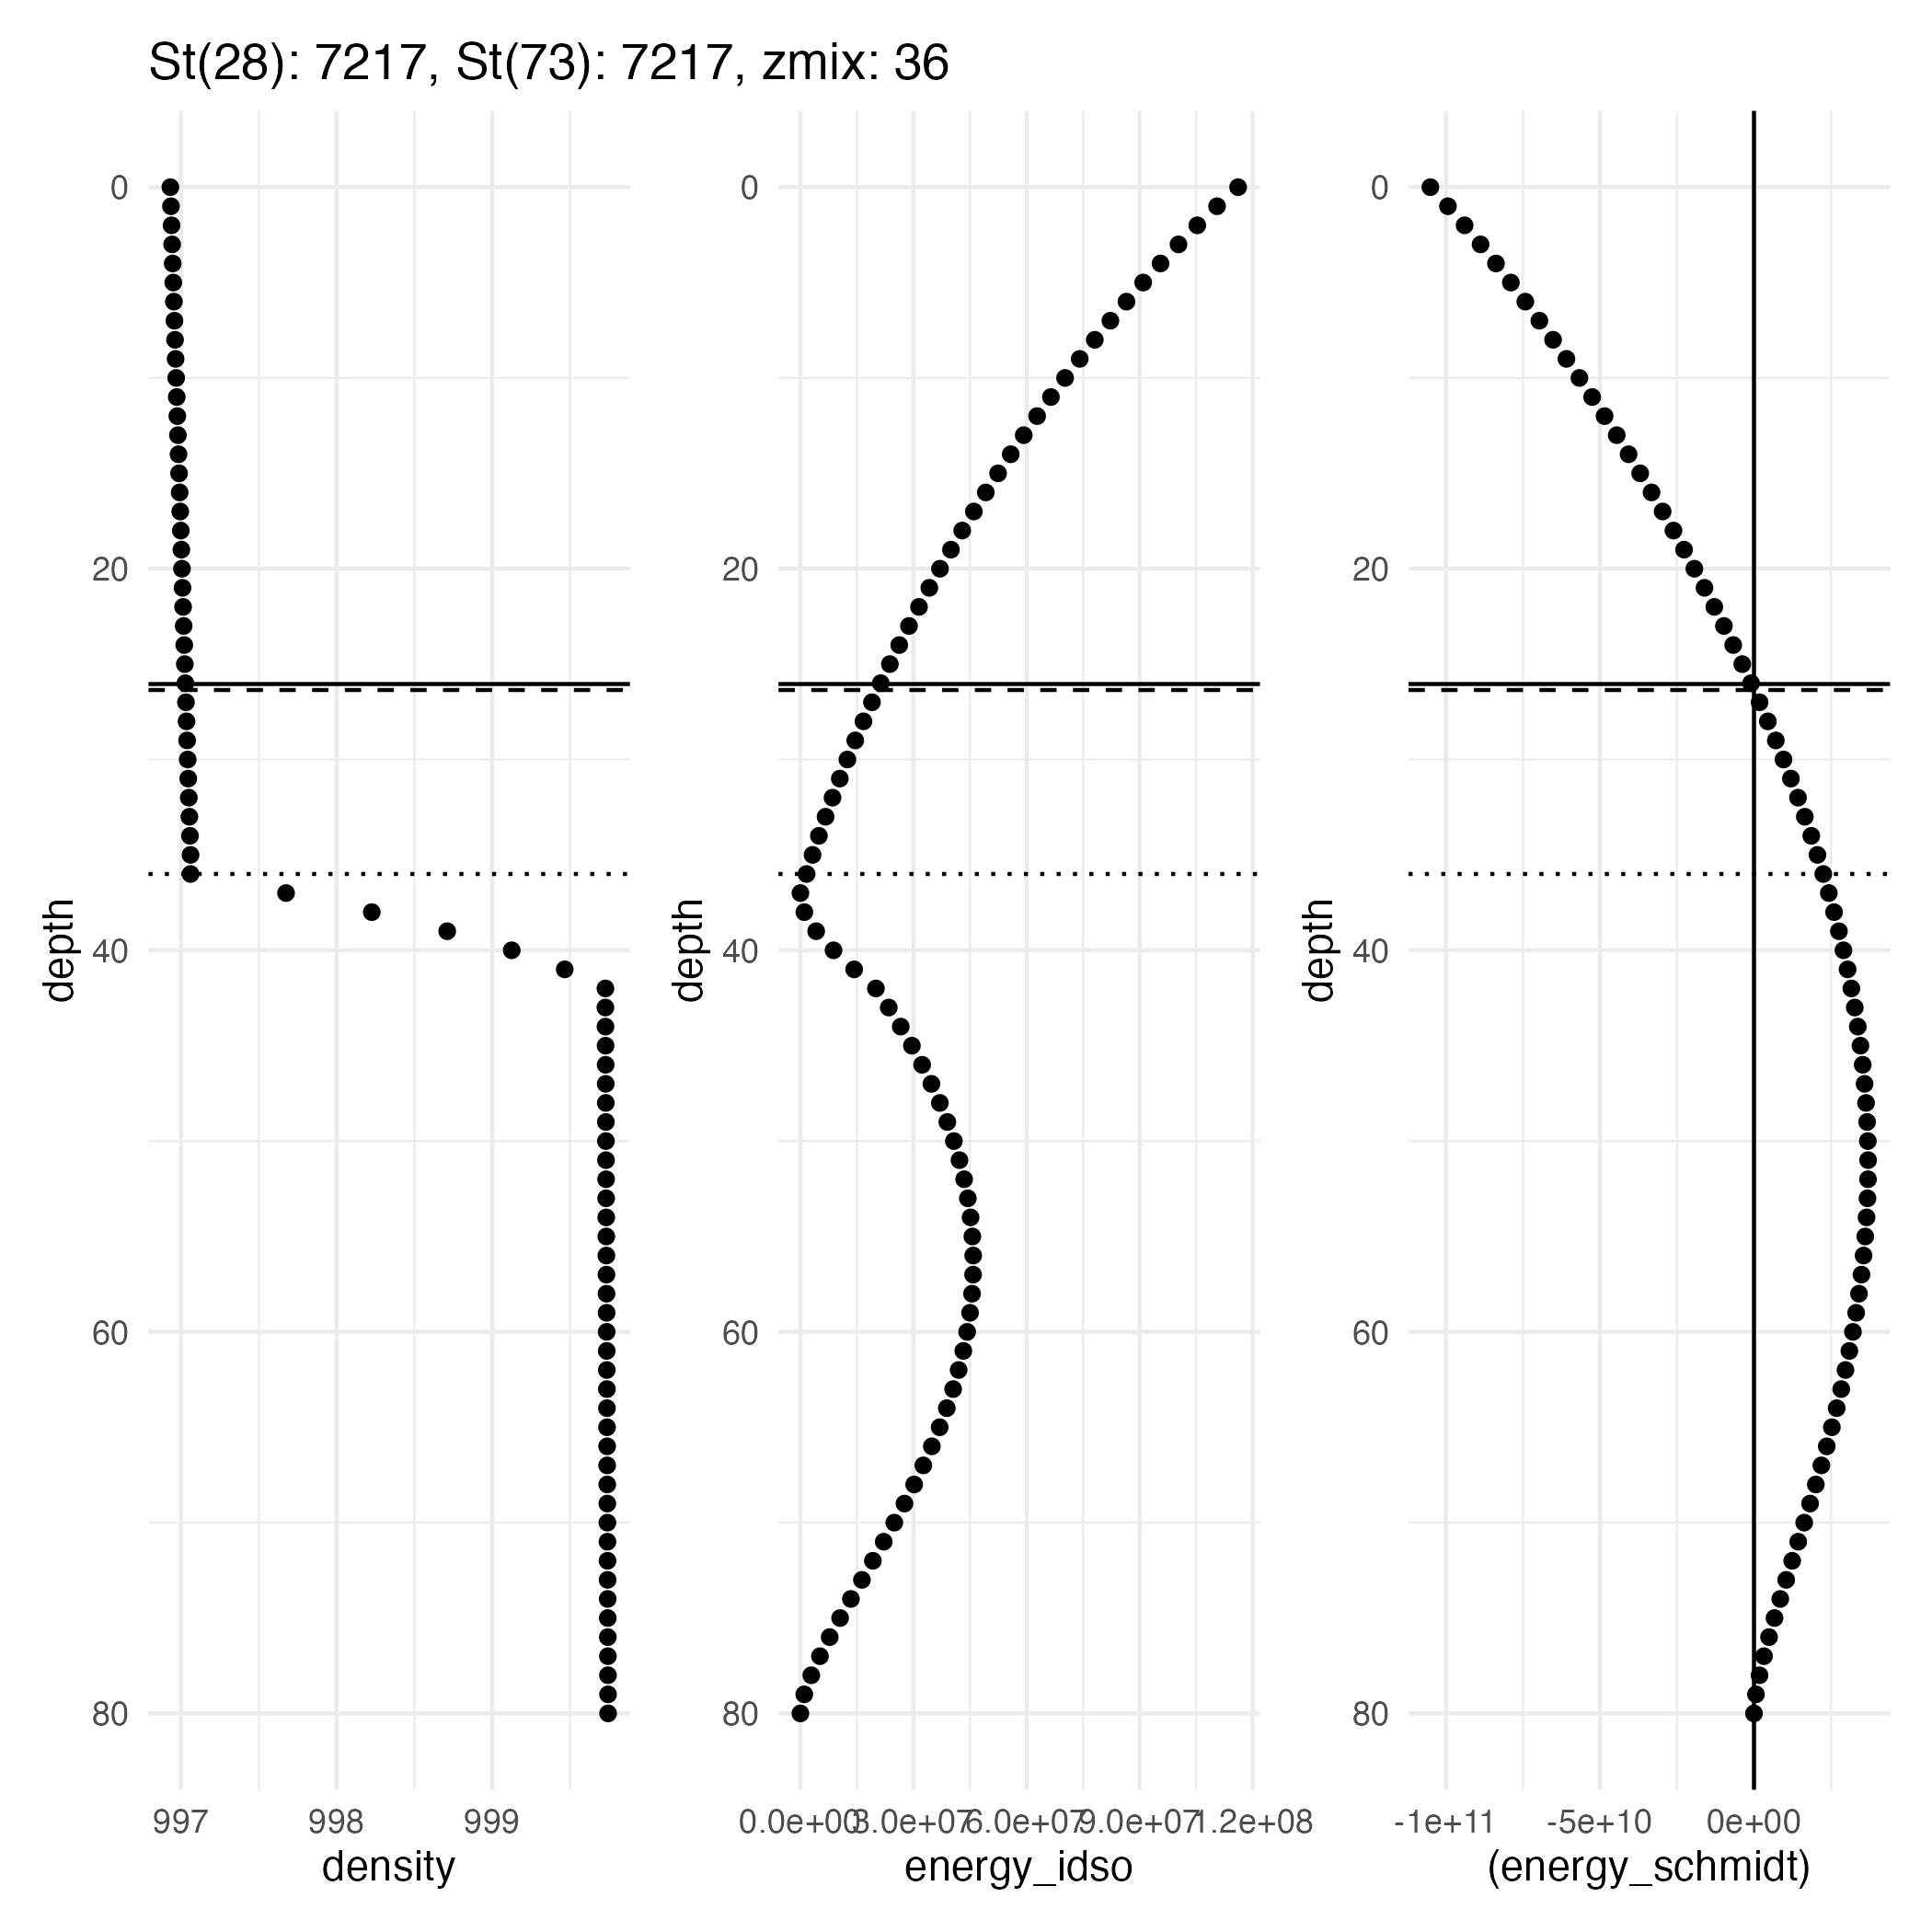 St(28): 7217, St(73): 7217, zmix: 36
depth
0
20
40
60
80
997 998 999
density
depth
0
20
40
60
80
0.0e+00 3.0e+07 6.0e+07 9.0e+07 1.2e+08
energy_idso
depth
0
20
40
60
80
-1e+11 -5e+10 0e+00
(energy_schmidt)